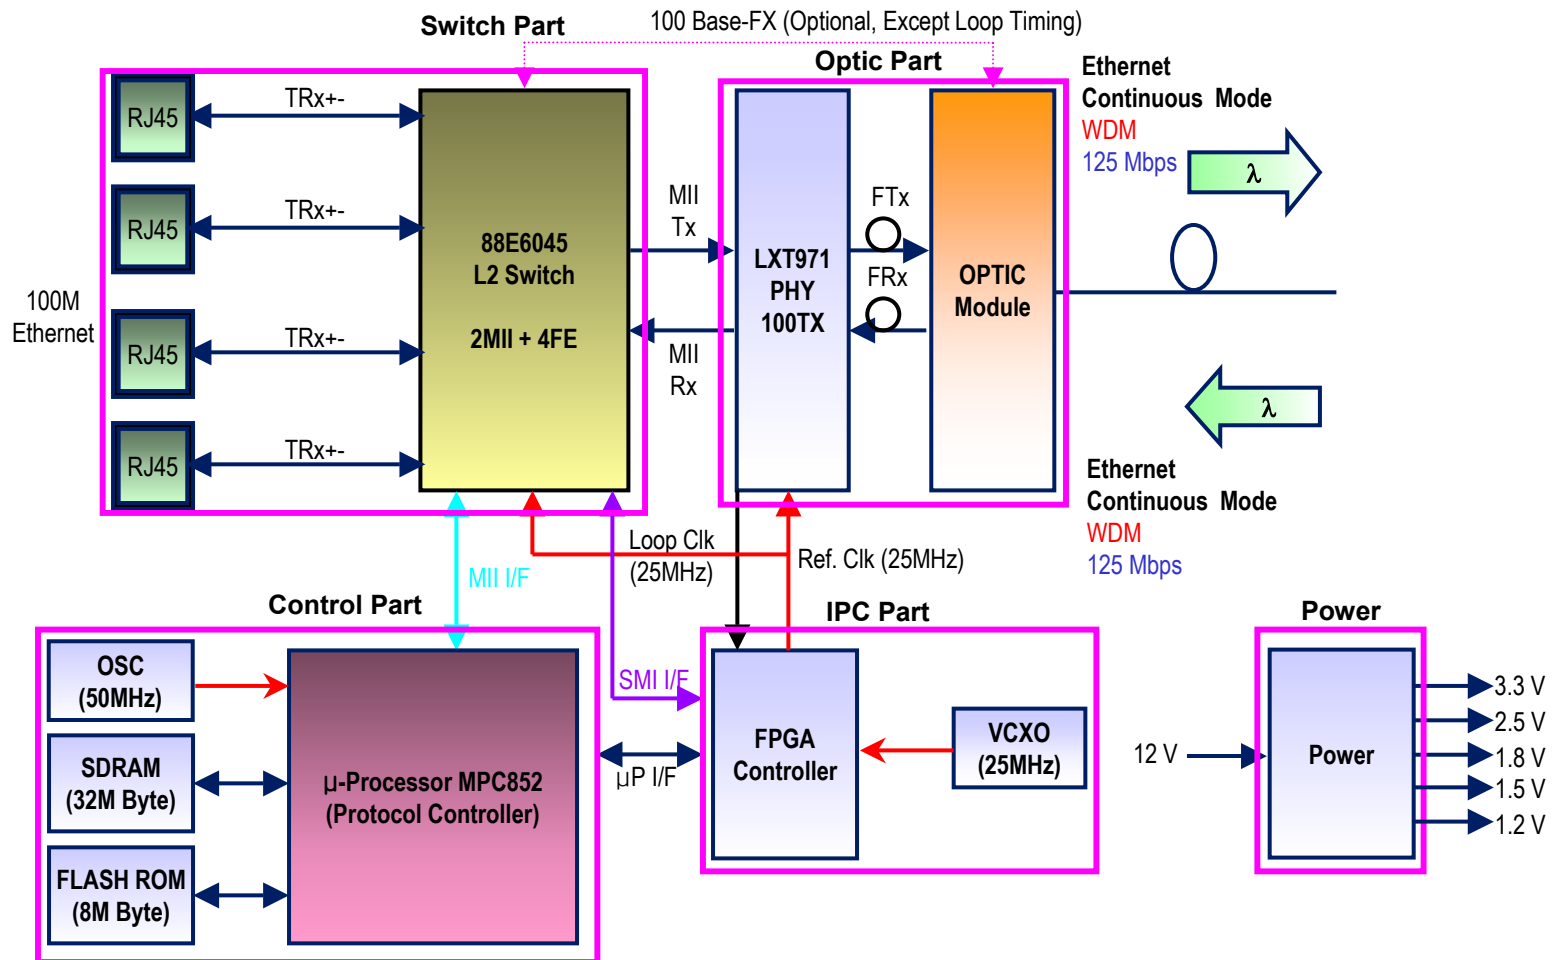 Switch Part
100 Base-FX (Optional, Except Loop Timing)
Optic Part
Ethernet
Continuous Mode
WDM
125 Mbps
λ
RJ45
TRx+-
RJ45
TRx+-
RJ45
TRx+-
RJ45
TRx+-
100M
Ethernet
88E6045
L2 Switch
2MII + 4FE
MII
Tx
MII
Rx
LXT971
PHY
100TX
FTx
FRx
OPTIC
Module
λ
Ethernet
Continuous Mode
WDM
125 Mbps
Loop Clk
(25MHz)
Ref. Clk (25MHz)
MII I/F
SMI I/F
µP I/F
Control Part
OSC
(50MHz)
SDRAM
(32M Byte)
FLASH ROM
(8M Byte)
µ-Processor MPC852
(Protocol Controller)
IPC Part
FPGA
Controller
VCXO
(25MHz)
Power
12 V
Power
3.3 V
2.5 V
1.8 V
1.5 V
1.2 V